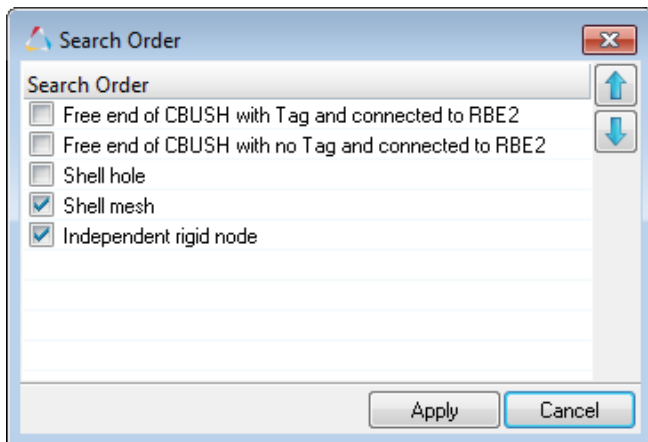 Search Order
Search Order
Free end of CBUSH with Tag and connected to RBE2
Free end of CBUSH with no Tag and connected to RBE2
Shell hole
Shell mesh
Independent rigid node
Apply
Cancel